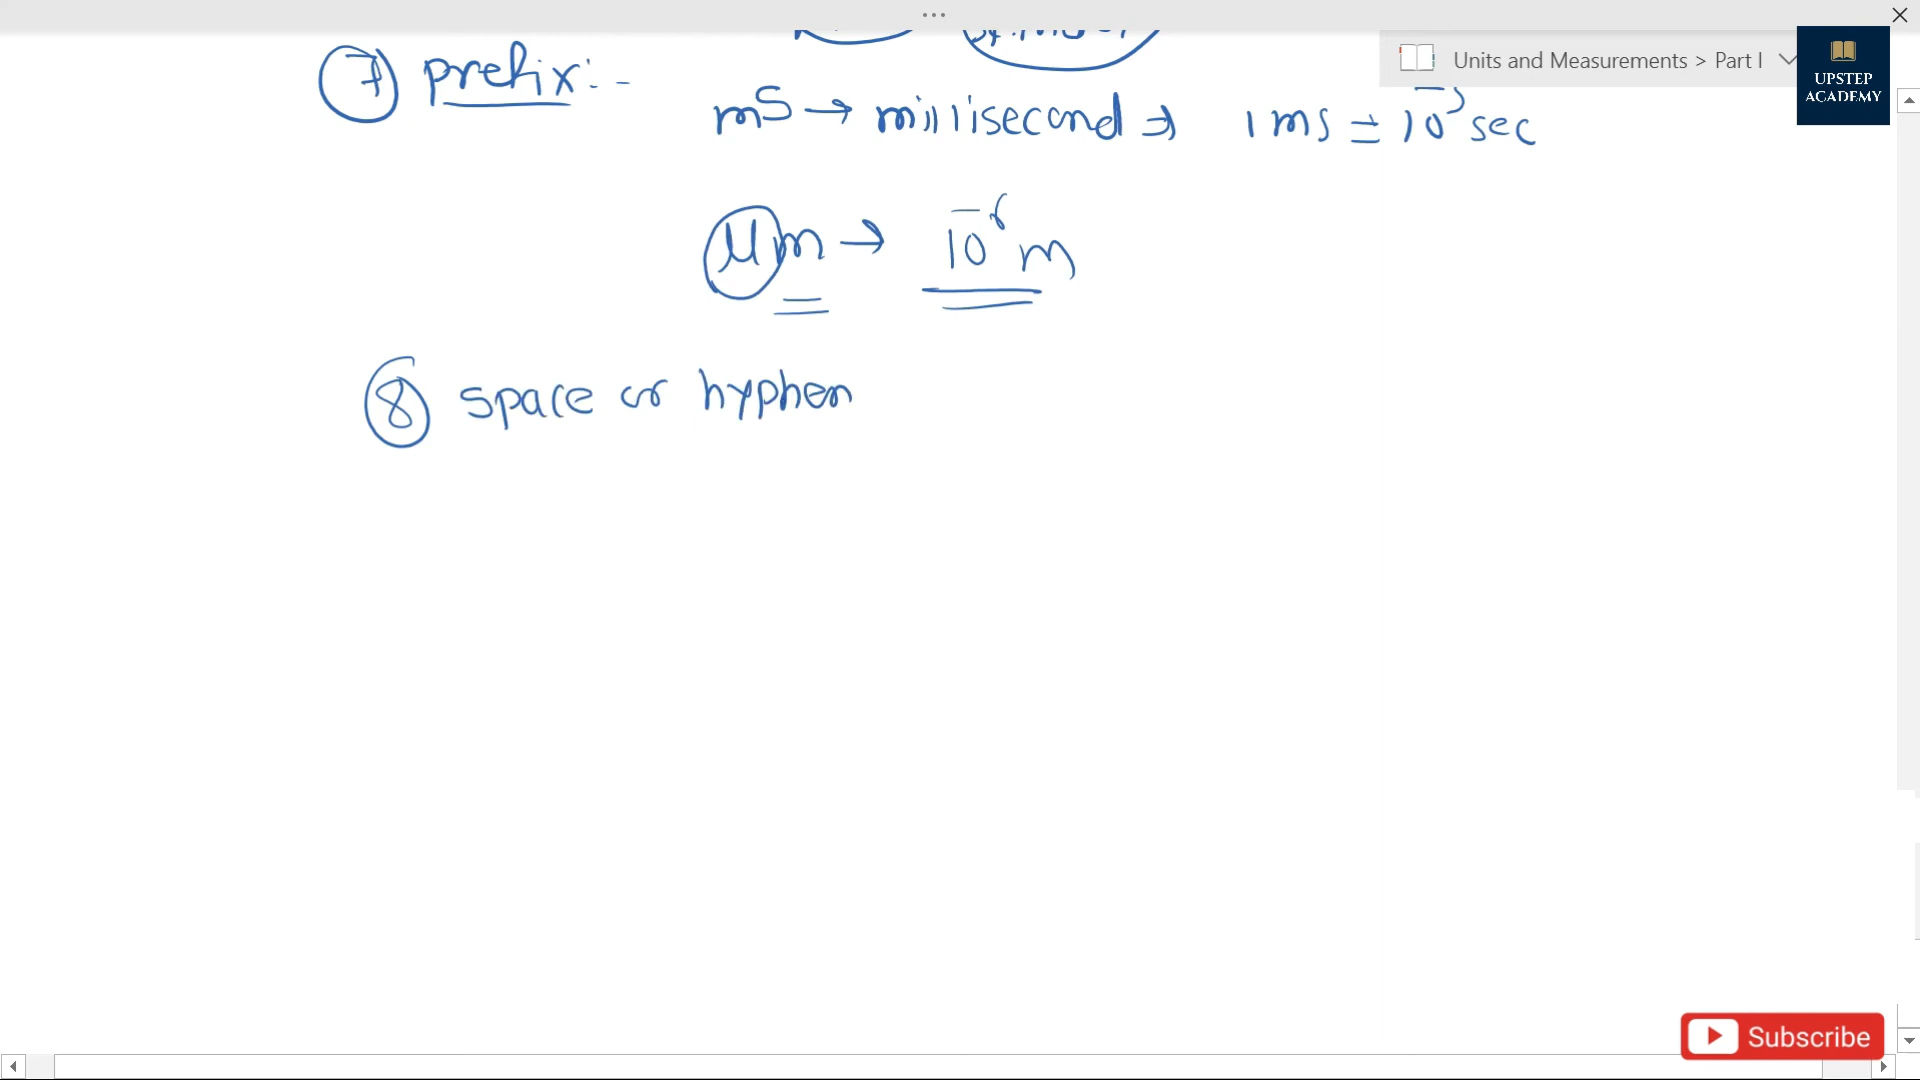 Units and Measurements > Part I
UPSTEP
ACADEMY
7 prefix:-
ms → millisecond ⇒ 1 ms = 10⁻³ sec
μm → 10⁻⁶ m
8 space or hyphen
Subscribe